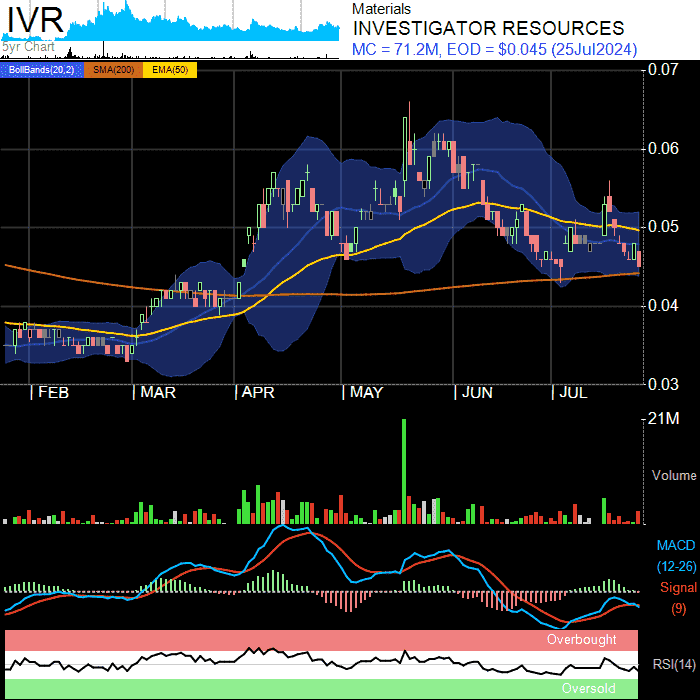 IVR
5yr Chart
Materials
INVESTIGATOR RESOURCES
MC = 71.2M, EOD = $0.045 (25Jul2024)
BollBands(20,2) SMA(200) EMA(50)
0.07
0.06
0.05
0.04
0.03
| FEB | MAR | APR | MAY | JUN | JUL
21M
Volume
MACD
(12-26)
Signal
(9)
Overbought
RSI(14)
Oversold